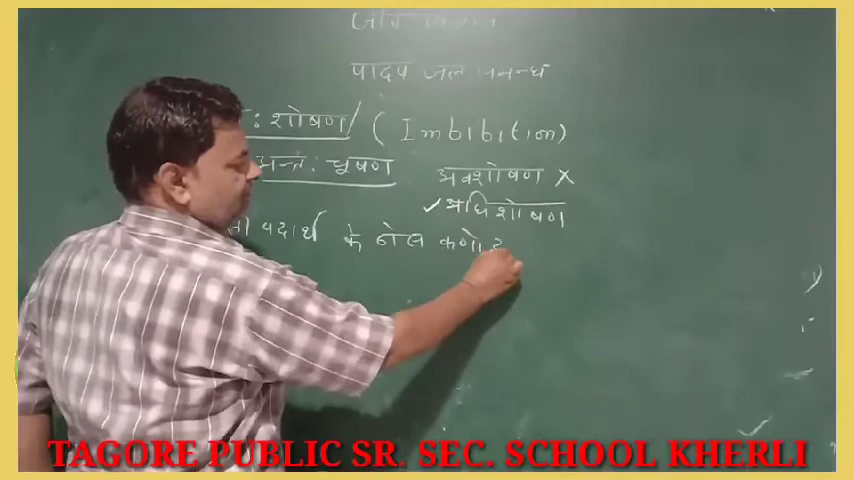 पादप जल सम्बन्ध
: शोषण / ( Imbibition)
अन्त: चूषण
अवशोषण X
✓ अधिशोषण
पदार्थ के ठोस कणों
TAGORE PUBLIC SR. SEC. SCHOOL KHERLI